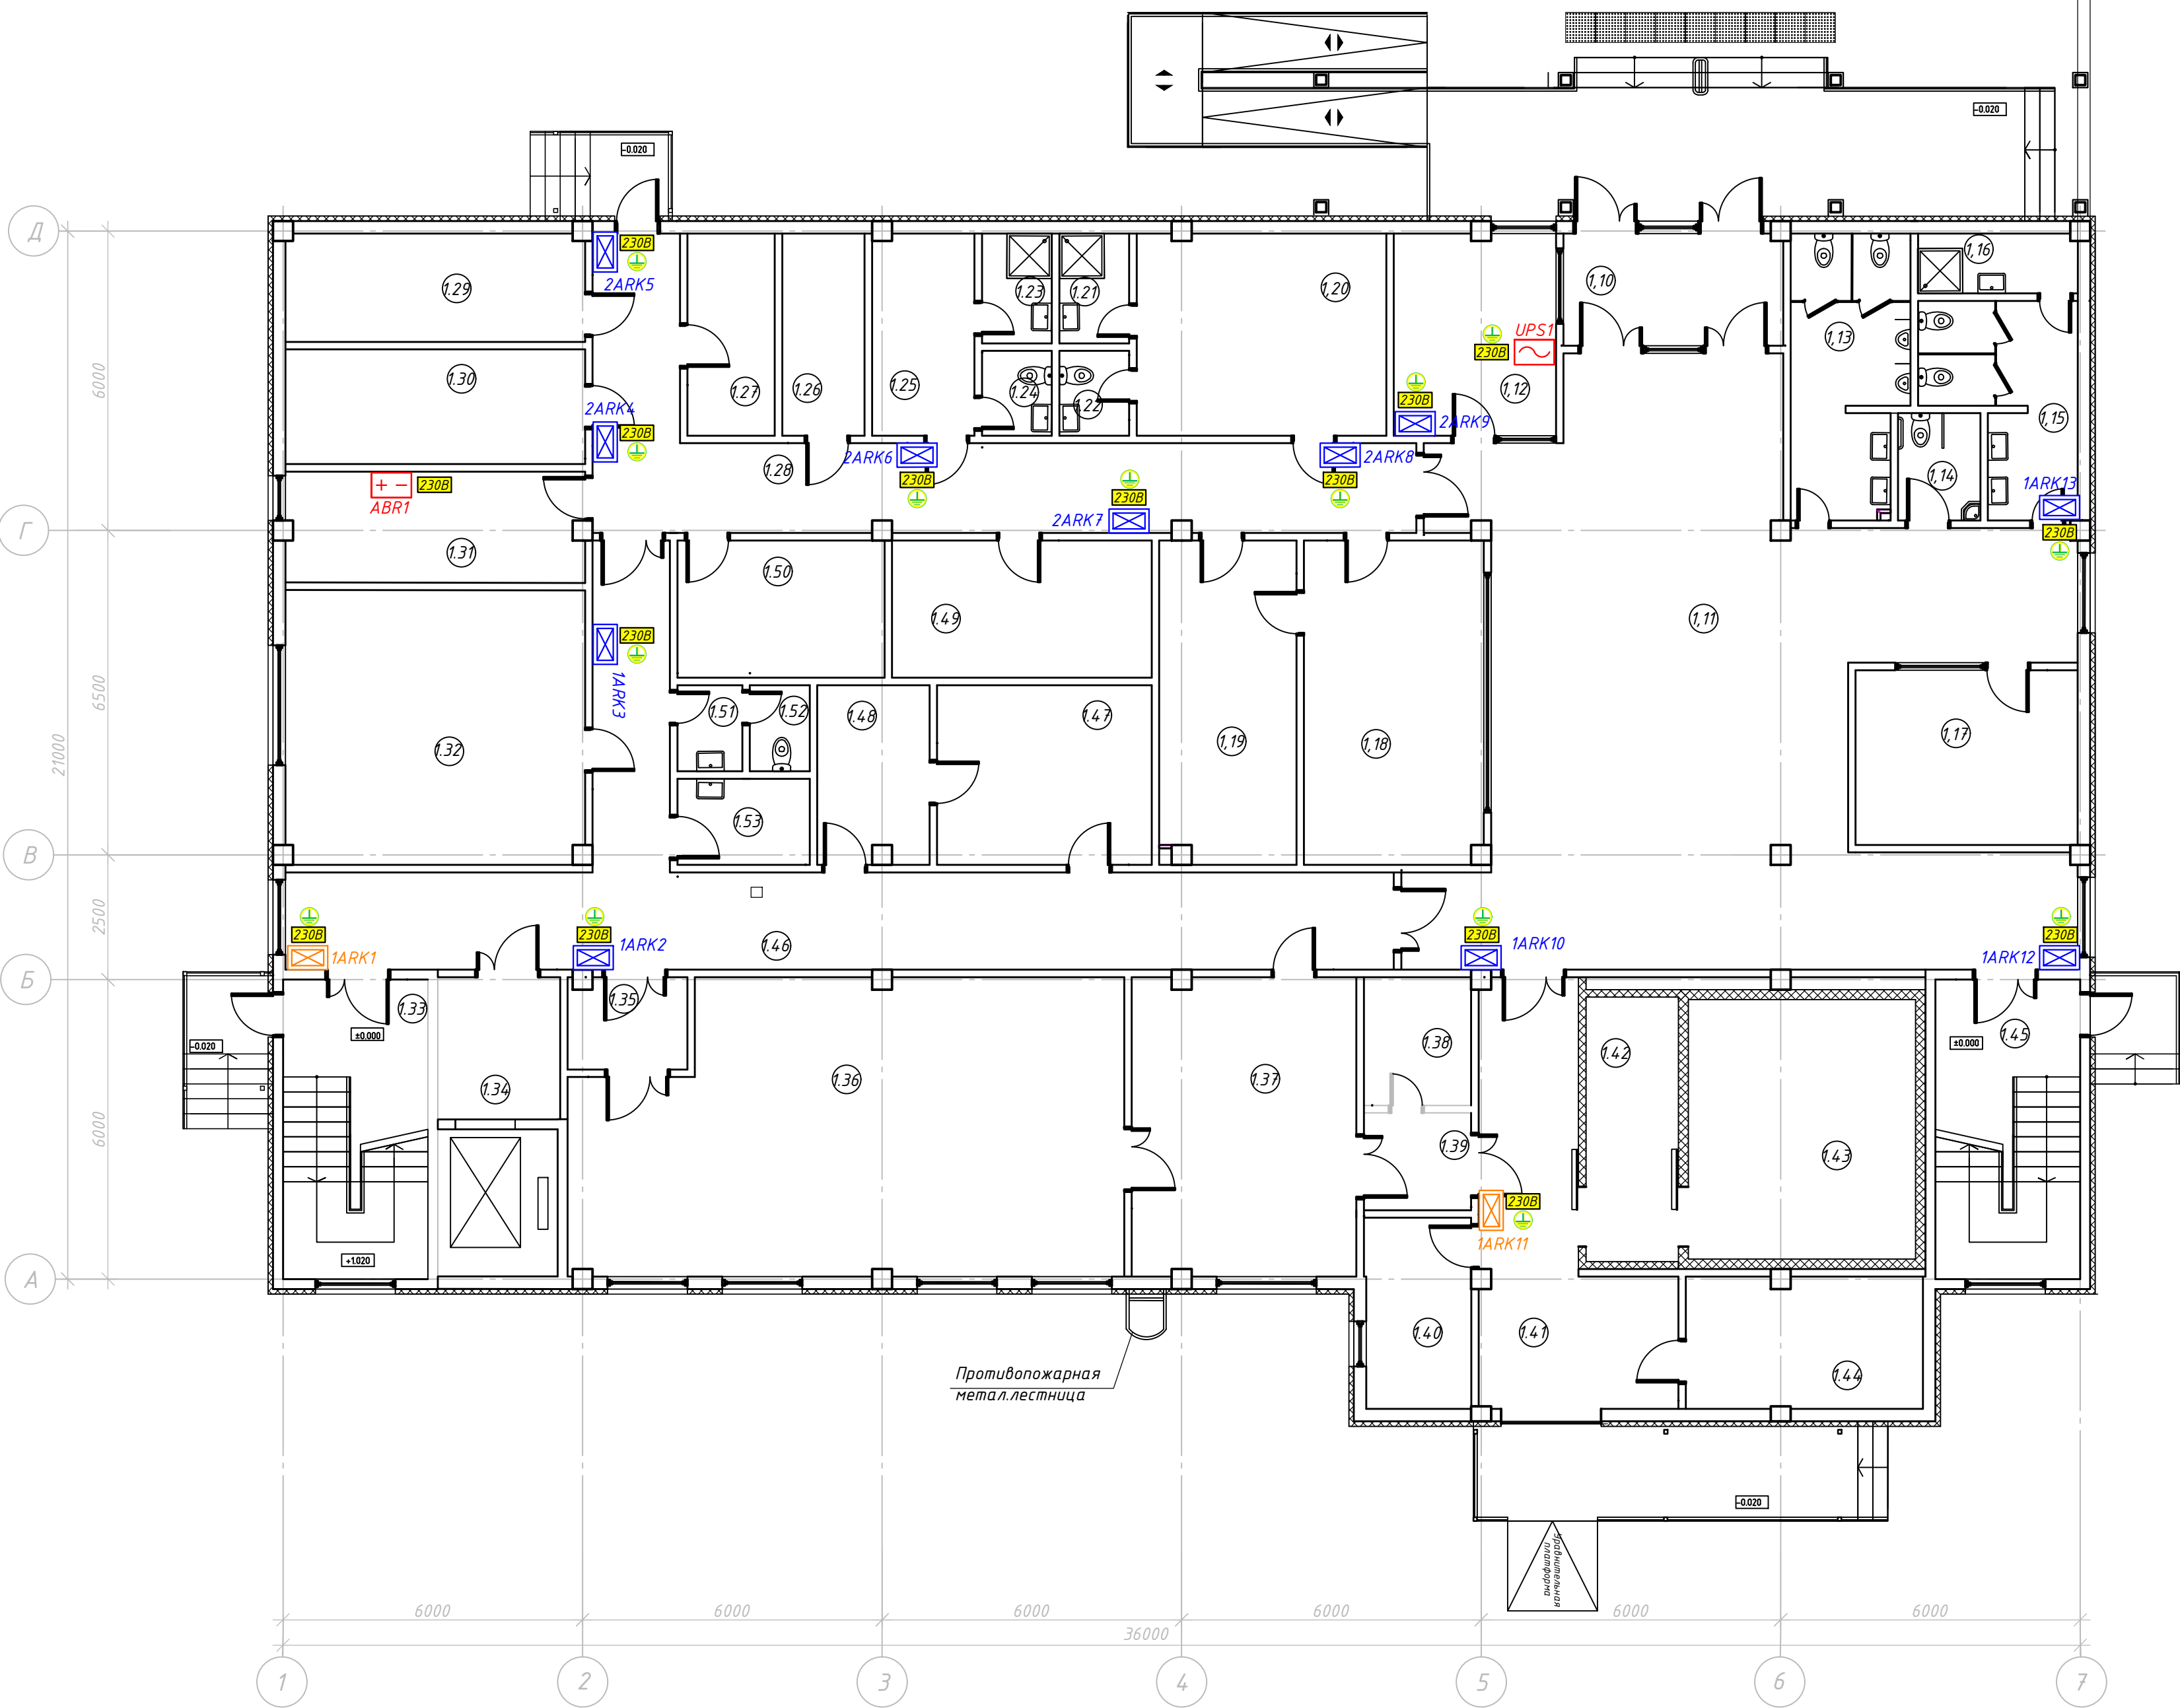 -0.020
-0.020
Д
230В
2ARK5
1.29
1.23
1.21
1,20
1,10
1,16
UPS1
230В
1,13
6000
1.30
1.27
1.26
1.25
1.24
1.22
1,12
230В
2ARK9
1,15
2ARK4
230В
1.28
2ARK6
230В
2ARK8
230В
1,14
230В
ABR1
230В
2ARK7
1ARK13
230В
Г
1.31
1.50
1.49
1,11
230В
1ARK3
6500
21000
1.32
1.51
1.52
1.48
1.47
1,19
1,18
1,17
1.53
В
2500
230В
1ARK1
230В
1ARK2
1.46
230В
1ARK10
230В
1ARK12
Б
1.33
±0.000
-0.020
1.35
1.38
1.42
1.45
±0.000
1.34
1.36
1.37
6000
1.39
1.43
230В
1ARK11
+1.020
А
1.40
1.41
1.44
Противопожарная
метал.лестница
-0.020
Уравнительная
платформа
6000
6000
6000
6000
6000
6000
36000
1
2
3
4
5
6
7